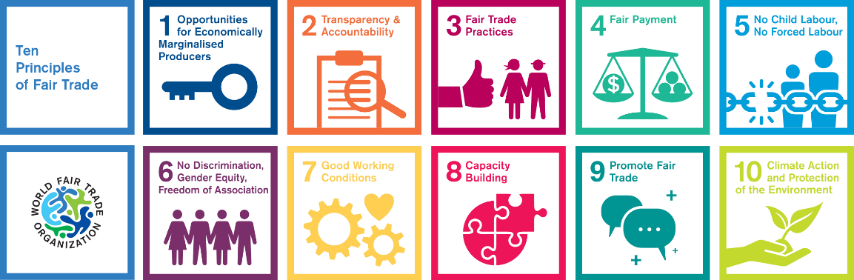 Ten
Principles
of Fair Trade
1 Opportunities
for Economically
Marginalised
Producers
2 Transparency &
Accountability
3 Fair Trade
Practices
4 Fair Payment
$
5 No Child Labour,
No Forced Labour
WORLD FAIR TRADE
ORGANIZATION
6 No Discrimination,
Gender Equity,
Freedom of Association
7 Good Working
Conditions
8 Capacity
Building
9 Promote Fair
Trade
10 Climate Action
and Protection
of the Environment